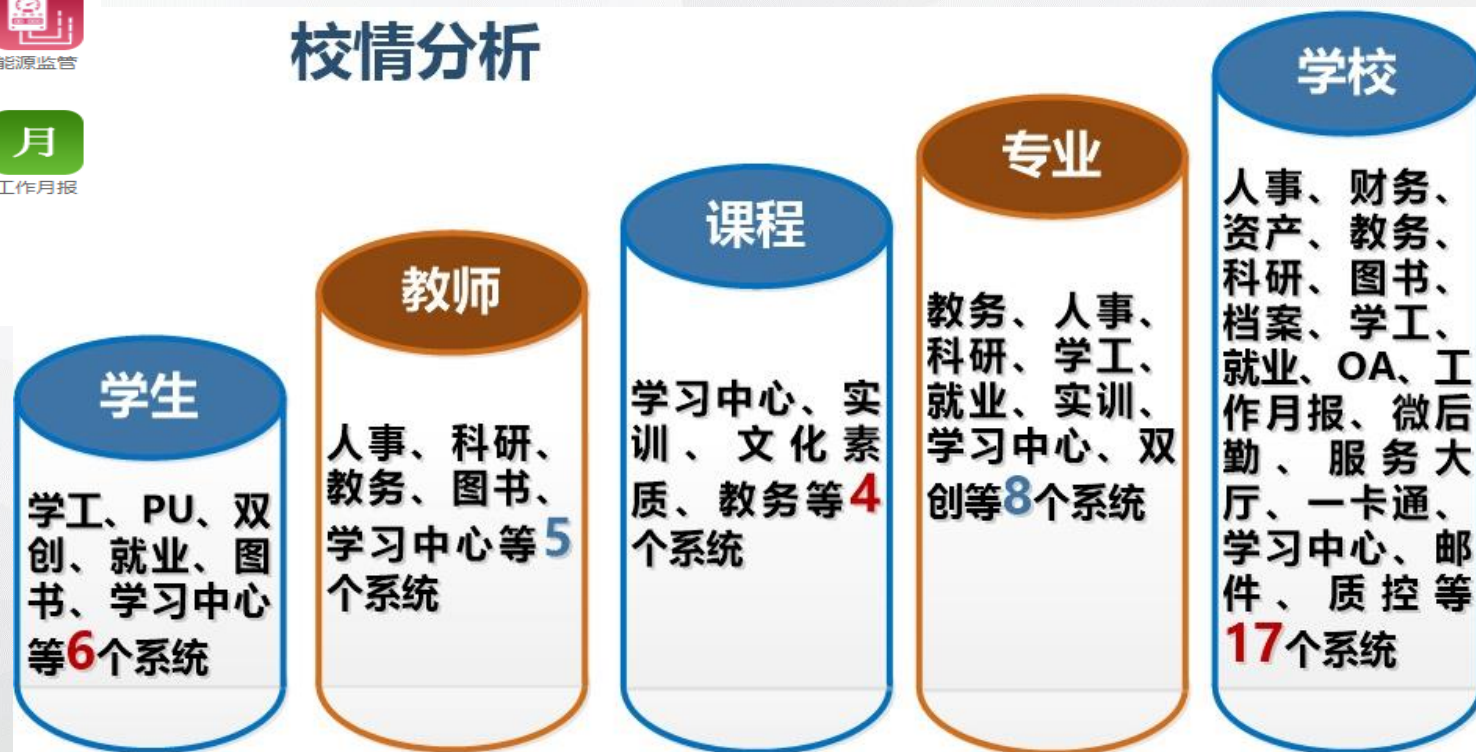 能源监管
月
工作月报
校情分析
学生
学工、PU、双
创、就业、图
书、学习中心
等6个系统
教师
人事、科研、
教务、图书、
学习中心等5
个系统
课程
学习中心、实
训、文化素
质、教务等4
个系统
专业
教务、人事、
科研、学工、
就业、实训、
学习中心、双
创等8个系统
学校
人事、财务、
资产、教务、
科研、图书、
档案、学工、
就业、OA、工
作月报、微后
勤、服务大
厅、一卡通、
学习中心、邮
件、质控等
17个系统